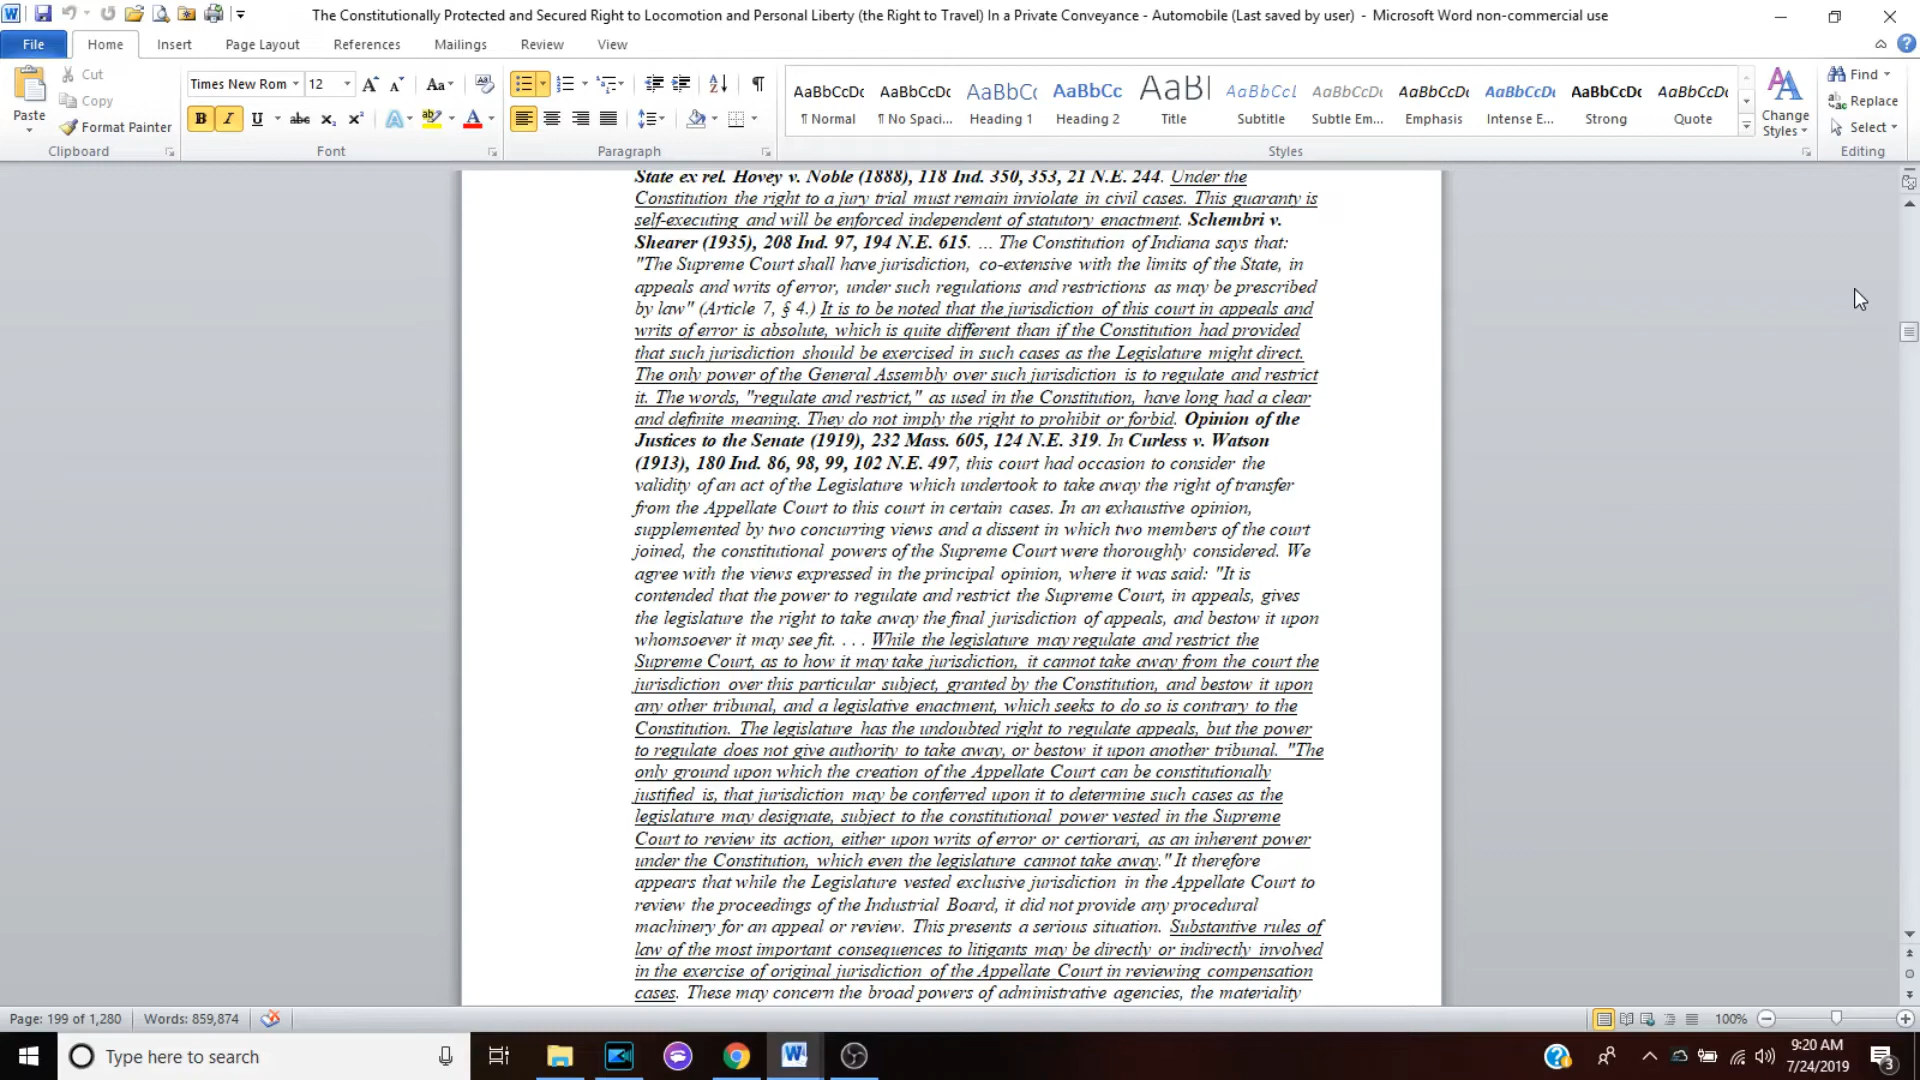 The Constitutionally Protected and Secured Right to Locomotion and Personal Liberty (the Right to Travel) In a Private Conveyance - Automobile (Last saved by user) - Microsoft Word non-commercial use
File Home Insert Page Layout References Mailings Review View
Paste
Cut
Copy
Format Painter
Clipboard
Times New Rom 12
Font
Paragraph
AaBbCcDc AaBbCcDc AaBbC( AaBbCc AaBl AaBbCcL AaBbCcDc AaBbCcDc AaBbCcDc AaBbCcDc AaBbCcDc
¶ Normal ¶ No Spaci... Heading 1 Heading 2 Title Subtitle Subtle Em... Emphasis Intense E... Strong Quote
Styles
Change Styles
Find
Replace
Select
Editing
State ex rel. Hovey v. Noble (1888), 118 Ind. 350, 353, 21 N.E. 244. Under the
Constitution the right to a jury trial must remain inviolate in civil cases. This guaranty is
self-executing and will be enforced independent of statutory enactment. Schembri v.
Shearer (1935), 208 Ind. 97, 194 N.E. 615. … The Constitution of Indiana says that:
"The Supreme Court shall have jurisdiction, co-extensive with the limits of the State, in
appeals and writs of error, under such regulations and restrictions as may be prescribed
by law" (Article 7, § 4.) It is to be noted that the jurisdiction of this court in appeals and
writs of error is absolute, which is quite different than if the Constitution had provided
that such jurisdiction should be exercised in such cases as the Legislature might direct.
The only power of the General Assembly over such jurisdiction is to regulate and restrict
it. The words, "regulate and restrict," as used in the Constitution, have long had a clear
and definite meaning. They do not imply the right to prohibit or forbid. Opinion of the
Justices to the Senate (1919), 232 Mass. 605, 124 N.E. 319. In Curless v. Watson
(1913), 180 Ind. 86, 98, 99, 102 N.E. 497, this court had occasion to consider the
validity of an act of the Legislature which undertook to take away the right of transfer
from the Appellate Court to this court in certain cases. In an exhaustive opinion,
supplemented by two concurring views and a dissent in which two members of the court
joined, the constitutional powers of the Supreme Court were thoroughly considered. We
agree with the views expressed in the principal opinion, where it was said: "It is
contended that the power to regulate and restrict the Supreme Court, in appeals, gives
the legislature the right to take away the final jurisdiction of appeals, and bestow it upon
whomsoever it may see fit. . . . While the legislature may regulate and restrict the
Supreme Court, as to how it may take jurisdiction, it cannot take away from the court the
jurisdiction over this particular subject, granted by the Constitution, and bestow it upon
any other tribunal, and a legislative enactment, which seeks to do so is contrary to the
Constitution. The legislature has the undoubted right to regulate appeals, but the power
to regulate does not give authority to take away, or bestow it upon another tribunal. "The
only ground upon which the creation of the Appellate Court can be constitutionally
justified is, that jurisdiction may be conferred upon it to determine such cases as the
legislature may designate, subject to the constitutional power vested in the Supreme
Court to review its action, either upon writs of error or certiorari, as an inherent power
under the Constitution, which even the legislature cannot take away." It therefore
appears that while the Legislature vested exclusive jurisdiction in the Appellate Court to
review the proceedings of the Industrial Board, it did not provide any procedural
machinery for an appeal or review. This presents a serious situation. Substantive rules of
law of the most important consequences to litigants may be directly or indirectly involved
in the exercise of original jurisdiction of the Appellate Court in reviewing compensation
cases. These may concern the broad powers of administrative agencies, the materiality
Page: 199 of 1,280 Words: 859,874 100%
Type here to search
9:20 AM
7/24/2019
3